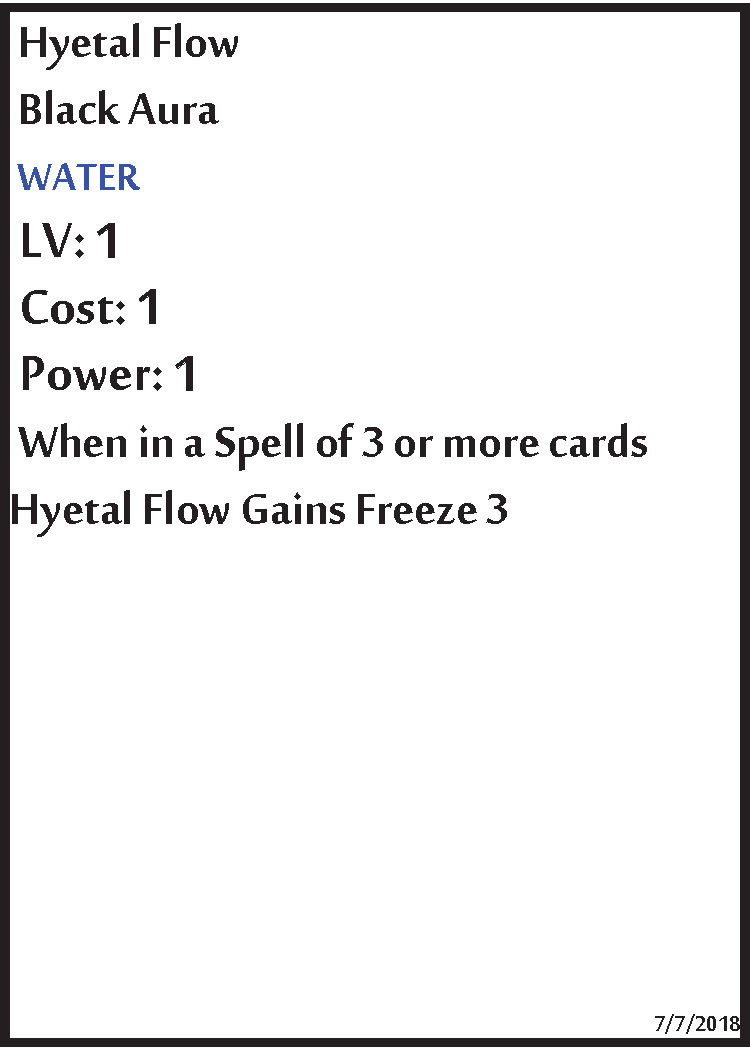 Hyetal Flow
Black Aura
WATER
LV: 1
Cost: 1
Power: 1
When in a Spell of 3 or more cards
Hyetal Flow Gains Freeze 3
7/7/2018